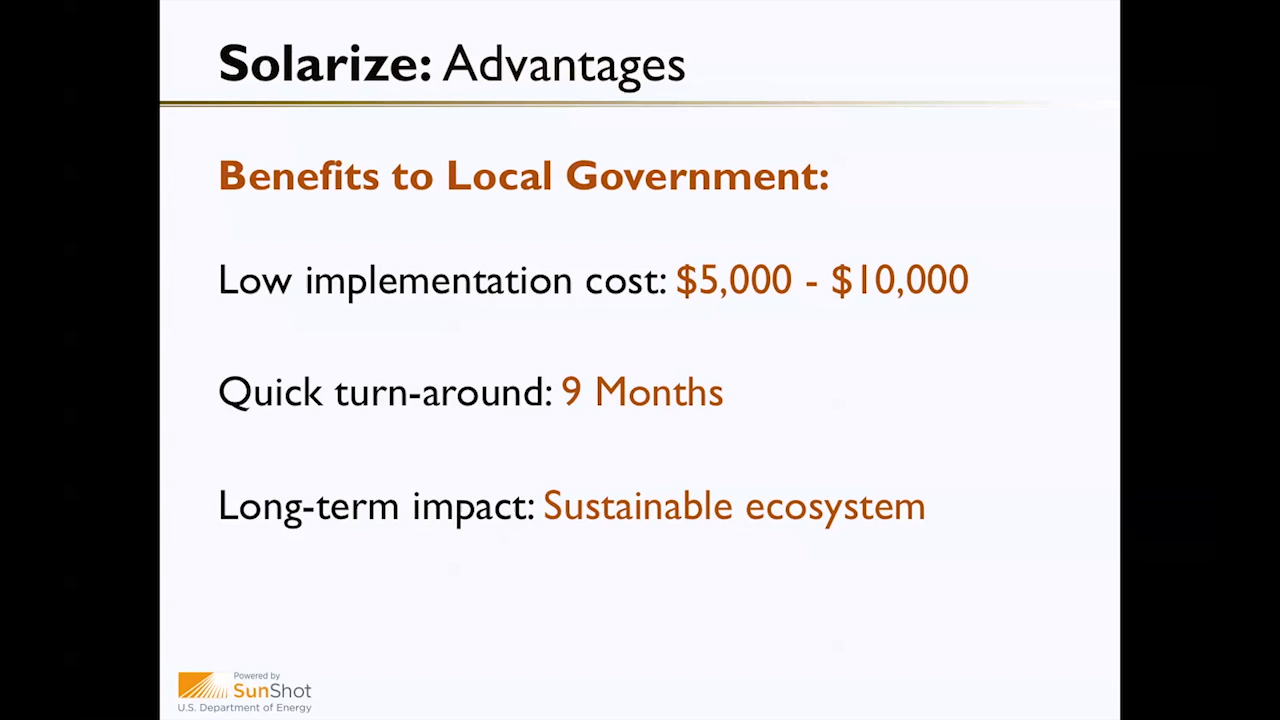 Solarize: Advantages
Benefits to Local Government:
Low implementation cost: $5,000 - $10,000
Quick turn-around: 9 Months
Long-term impact: Sustainable ecosystem
Powered by
SunShot
U.S. Department of Energy